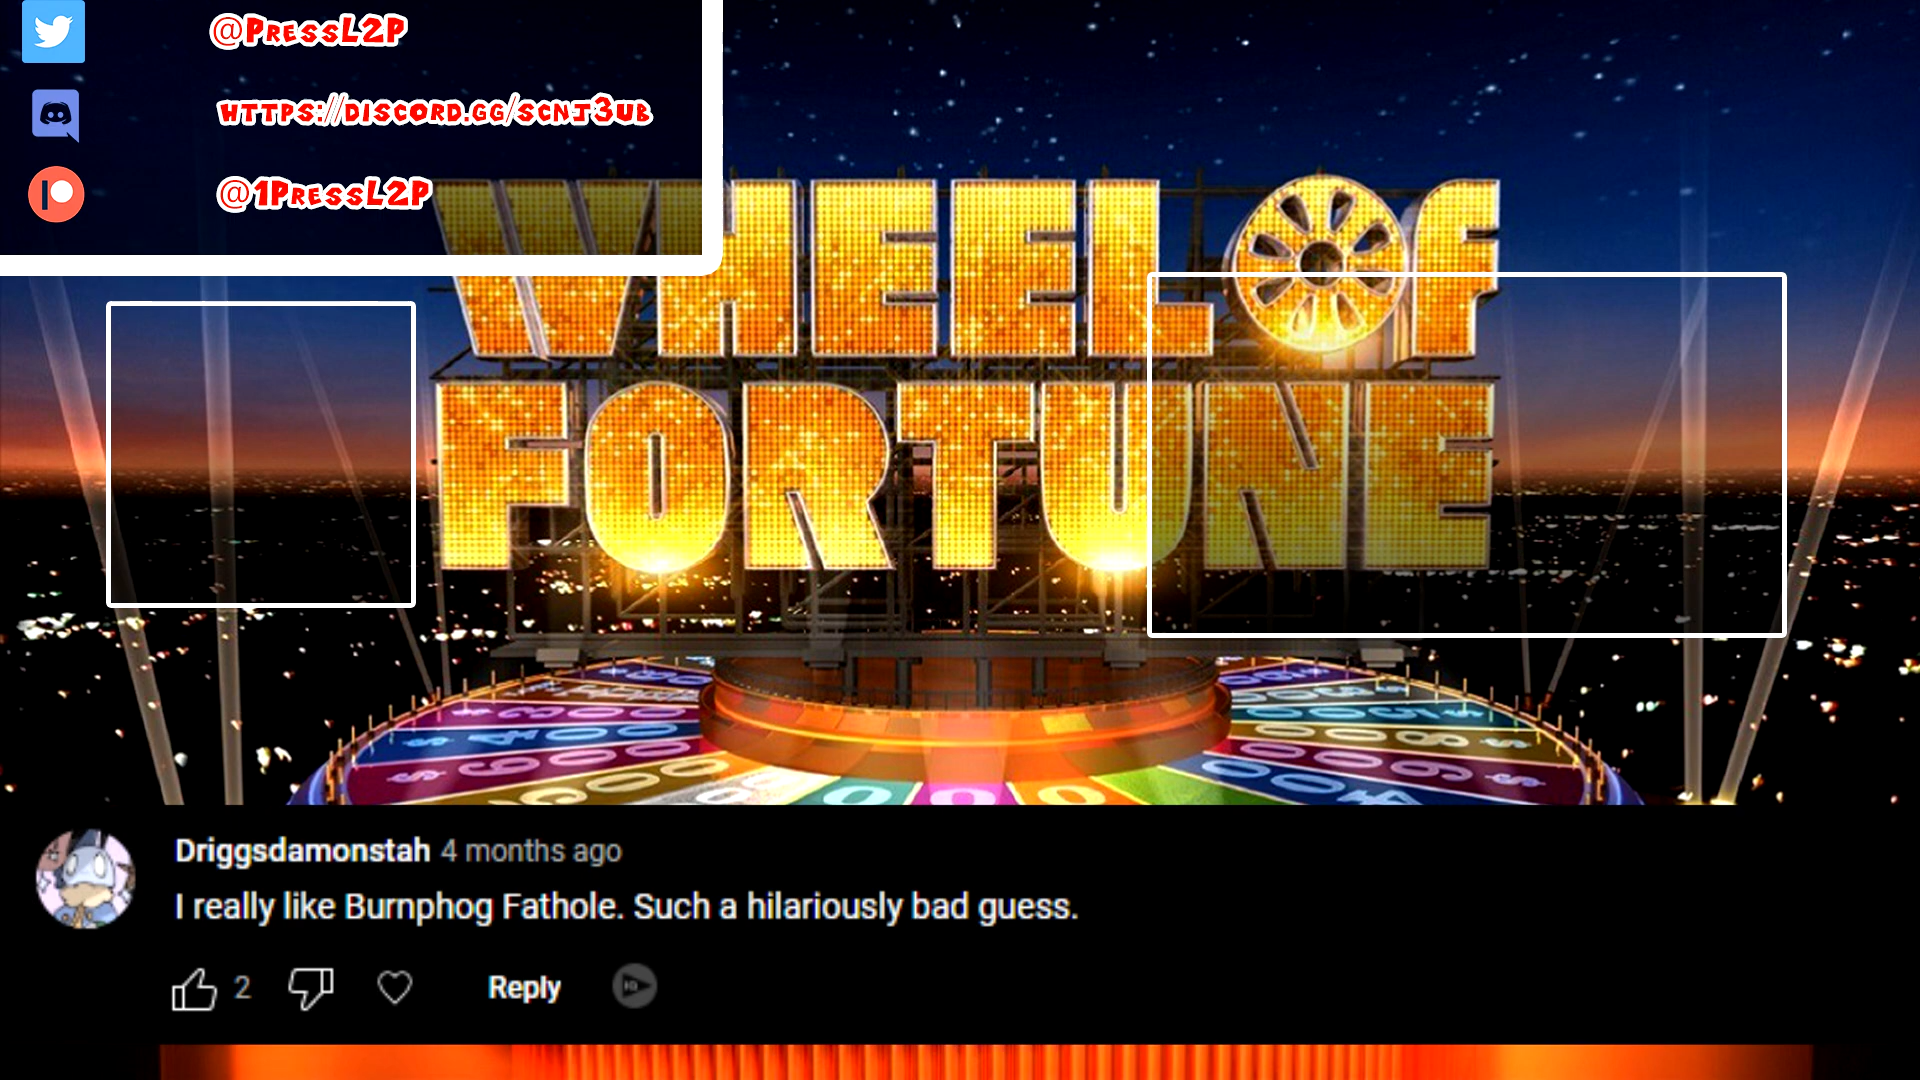 @PressL2P
https://discord.gg/scnj3ub
@1PressL2P
WHEEL OF
FORTUNE
Driggsdamonstah 4 months ago
I really like Burnphog Fathole. Such a hilariously bad guess.
2 Reply